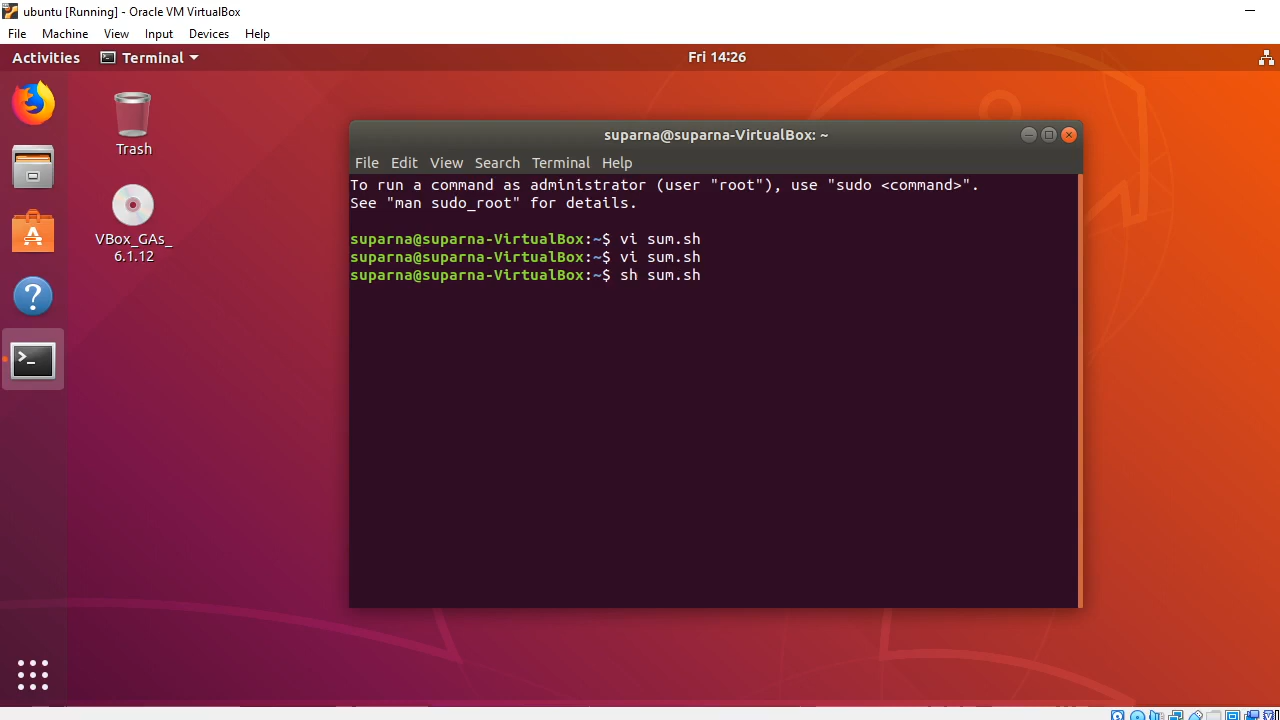 ubuntu [Running] - Oracle VM VirtualBox
File Machine View Input Devices Help
Activities Terminal Fri 14:26
Trash
VBox_GAs_
6.1.12
suparna@suparna-VirtualBox: ~
File Edit View Search Terminal Help
To run a command as administrator (user "root"), use "sudo <command>".
See "man sudo_root" for details.
suparna@suparna-VirtualBox:~$ vi sum.sh
suparna@suparna-VirtualBox:~$ vi sum.sh
suparna@suparna-VirtualBox:~$ sh sum.sh